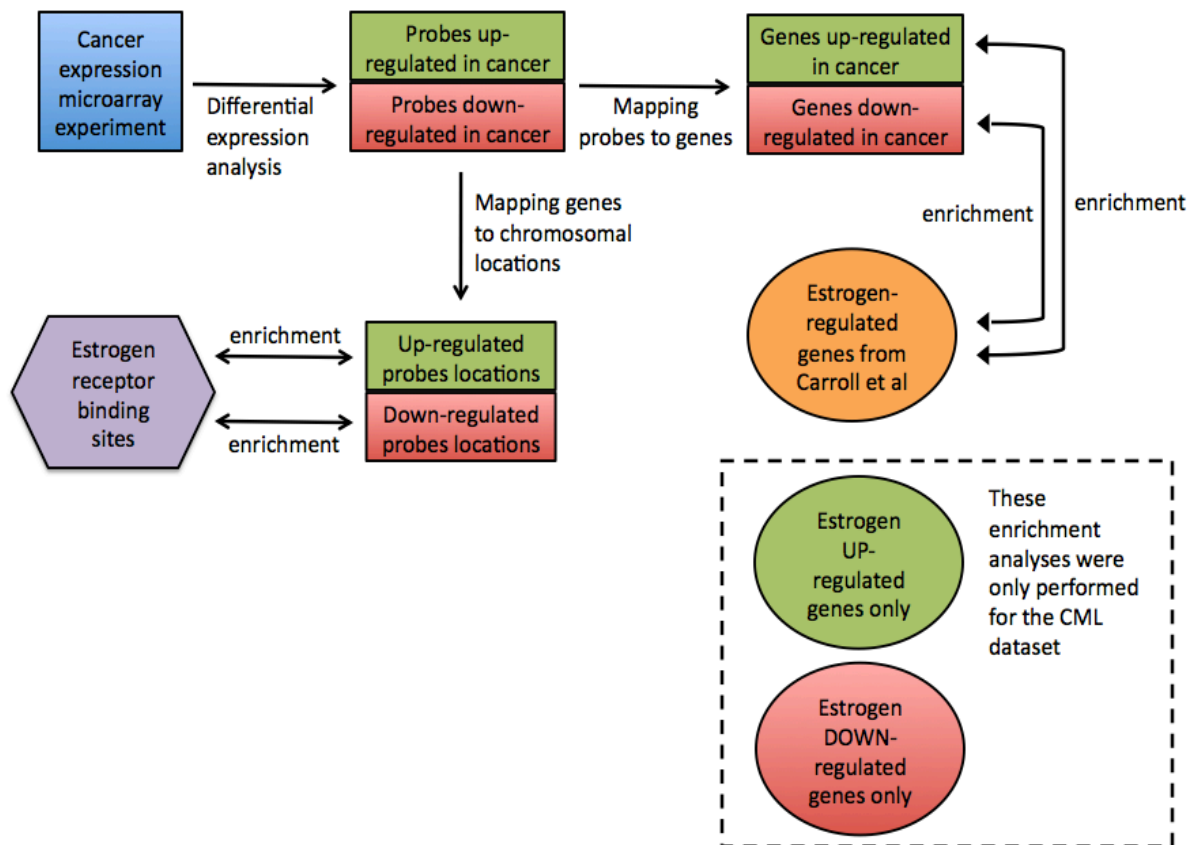 Cancer
expression
microarray
experiment
Differential
expression
analysis
Probes up-
regulated in cancer
Probes down-
regulated in cancer
Mapping
probes to genes
Genes up-regulated
in cancer
Genes down-
regulated in cancer
enrichment
enrichment
Mapping genes
to chromosomal
locations
Estrogen
receptor
binding
sites
enrichment
enrichment
Up-regulated
probes locations
Down-regulated
probes locations
Estrogen-
regulated
genes from
Carroll et al
Estrogen
UP-
regulated
genes only
These
enrichment
analyses were
only performed
for the CML
dataset
Estrogen
DOWN-
regulated
genes only